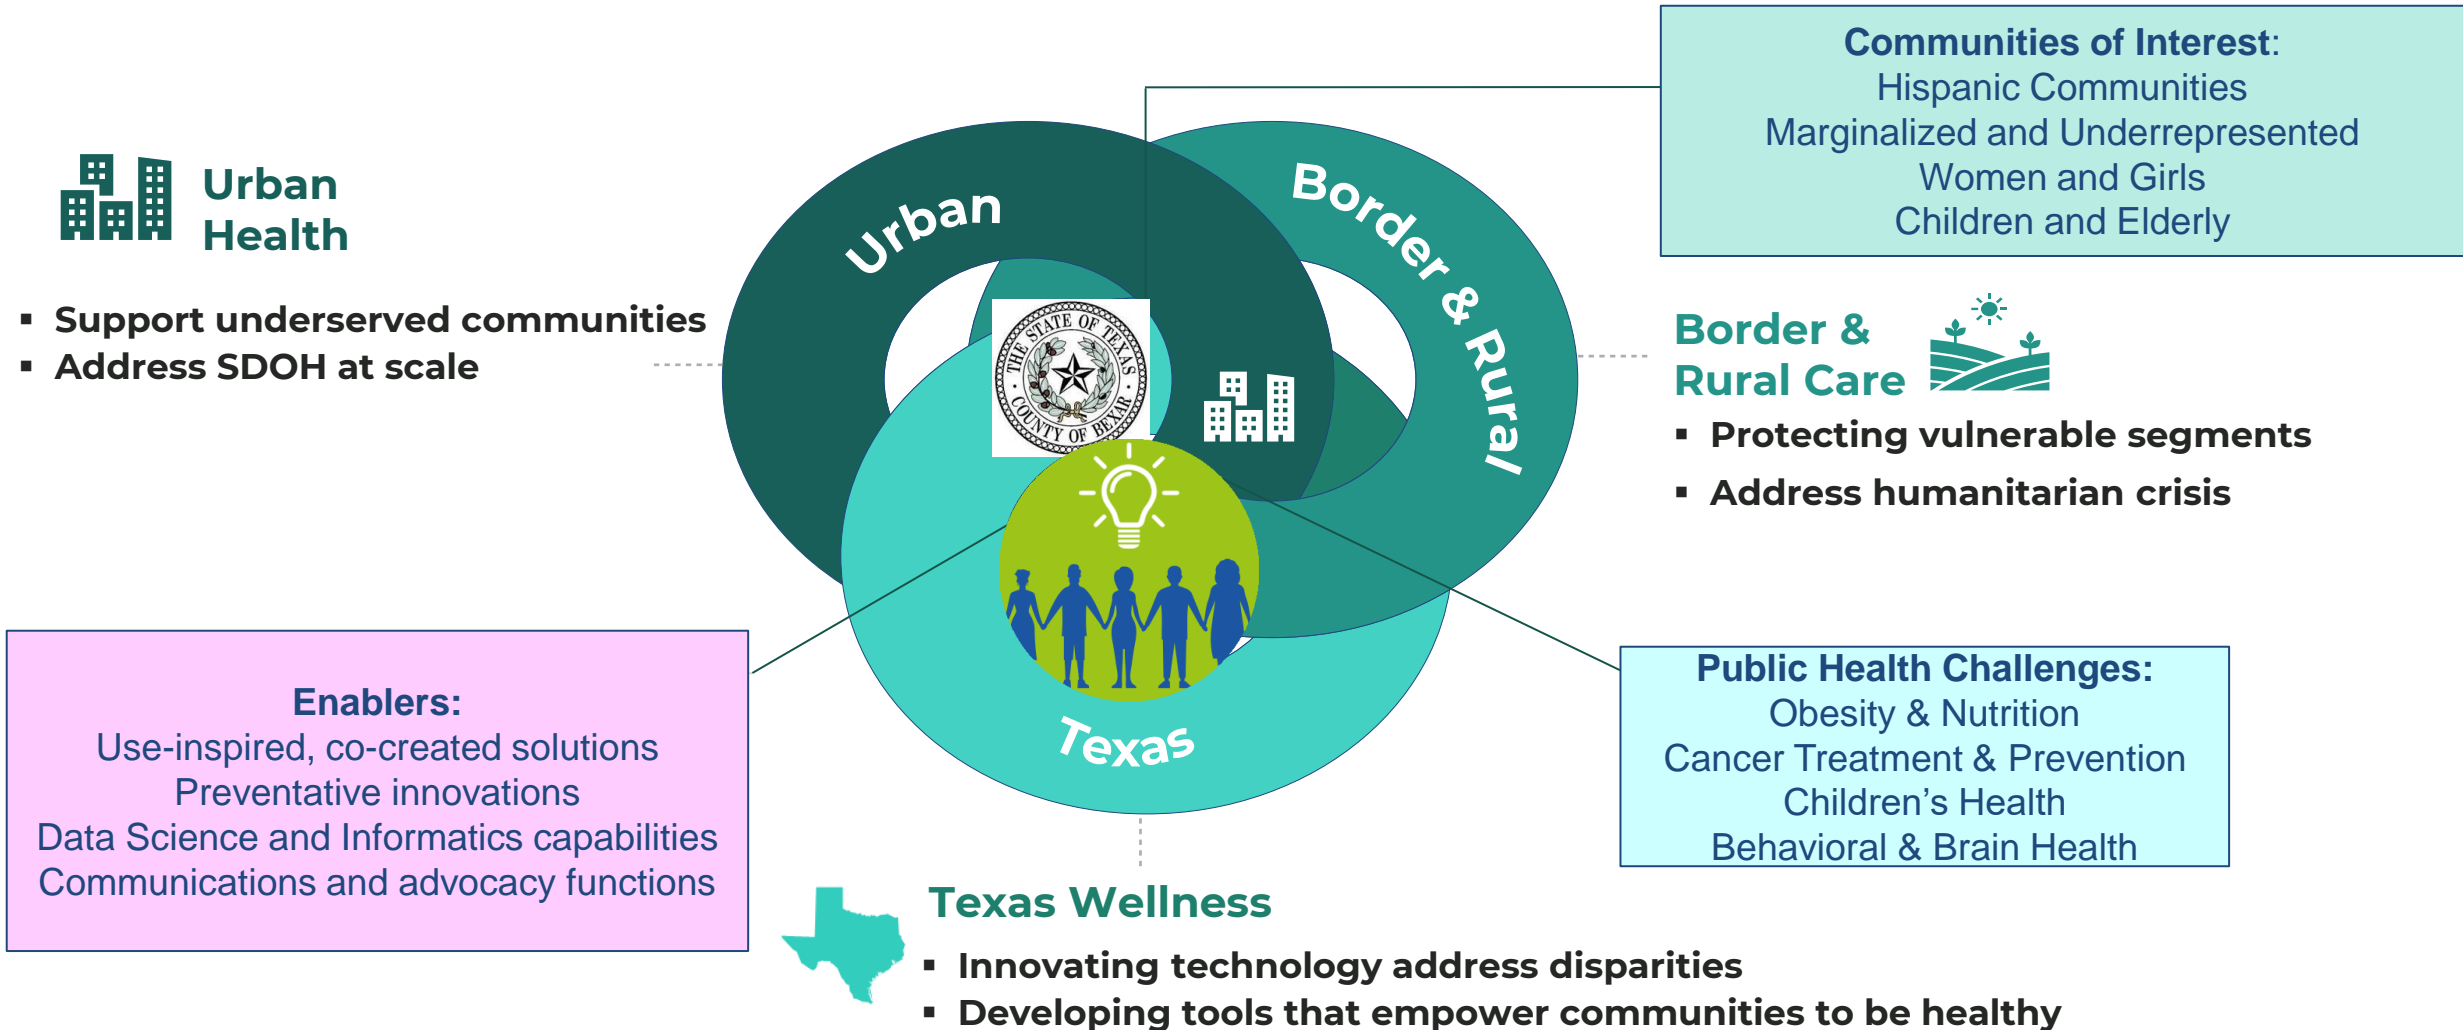 Communities of Interest:
Hispanic Communities
Marginalized and Underrepresented
Women and Girls
Children and Elderly
Urban
Health
▪ Support underserved communities
▪ Address SDOH at scale
Urban
Border & Rural
THE STATE OF TEXAS
COUNTY OF BEXAR
Border &
Rural Care
▪ Protecting vulnerable segments
▪ Address humanitarian crisis
Enablers:
Use-inspired, co-created solutions
Preventative innovations
Data Science and Informatics capabilities
Communications and advocacy functions
Texas
Public Health Challenges:
Obesity & Nutrition
Cancer Treatment & Prevention
Children’s Health
Behavioral & Brain Health
Texas Wellness
▪ Innovating technology address disparities
▪ Developing tools that empower communities to be healthy